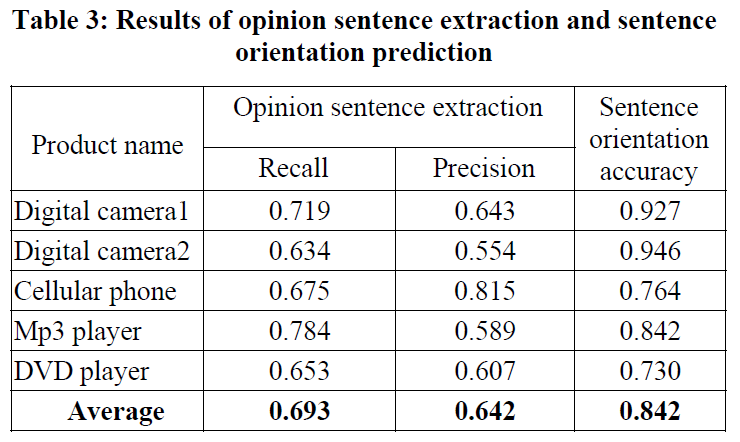 Table 3: Results of opinion sentence extraction and sentence
orientation prediction
Product name Opinion sentence extraction Sentence orientation accuracy
Recall Precision
Digital camera1 0.719 0.643 0.927
Digital camera2 0.634 0.554 0.946
Cellular phone 0.675 0.815 0.764
Mp3 player 0.784 0.589 0.842
DVD player 0.653 0.607 0.730
Average 0.693 0.642 0.842